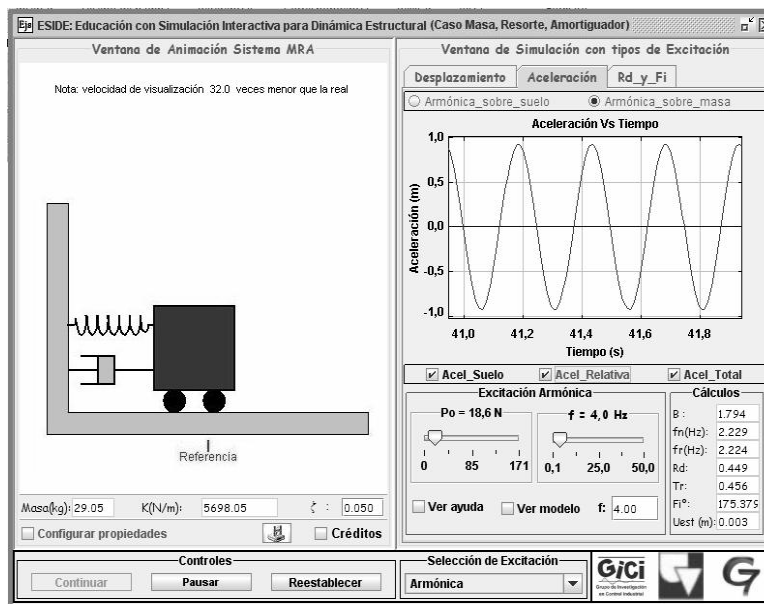 Ejs ESIDE: Educación con Simulación Interactiva para Dinámica Estructural (Caso Masa, Resorte, Amortiguador)
Ventana de Animación Sistema MRA
Nota: velocidad de visualización 32.0 veces menor que la real
Referencia
Masa(kg): 29.05 K(N/m): 5698.05 ζ : 0.050
Configurar propiedades Créditos
Ventana de Simulación con tipos de Excitación
Desplazamiento Aceleración Rd_y_Fi
Armónica_sobre_suelo Armónica_sobre_masa
Aceleración Vs Tiempo
Aceleración (m)
1,0
0,5
0,0
-0,5
-1,0
41,0 41,2 41,4 41,6 41,8
Tiempo (s)
Acel_Suelo Acel_Relativa Acel_Total
Excitación Armónica
Po = 18,6 N
0 85 171
f = 4,0 Hz
0,1 25,0 50,0
Ver ayuda Ver modelo f: 4.00
Cálculos
B : 1.794
fn(Hz): 2.229
fr(Hz): 2.224
Rd: 0.449
Tr: 0.456
Fi°: 175.379
Uest (m): 0.003
Controles
Continuar Pausar Reestablecer
Selección de Excitación
Armónica
GiCi
Grupo de Investigación
en Control Industrial